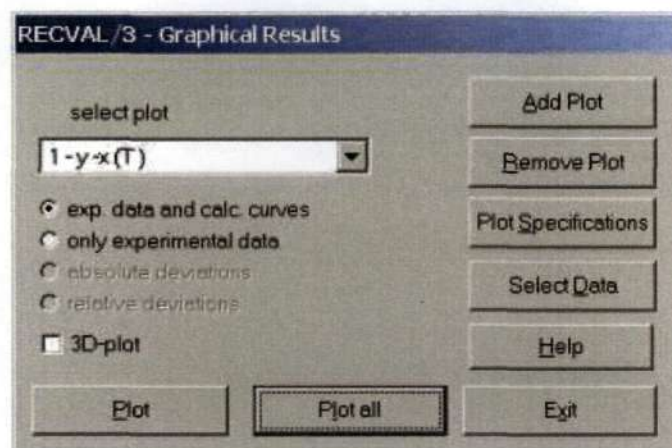 RECVAL/3 - Graphical Results
select plot
1-y-x(T)
exp. data and calc. curves
only experimental data
absolute deviations
relative deviations
3D-plot
Add Plot
Remove Plot
Plot Specifications
Select Data
Help
Plot
Plot all
Exit